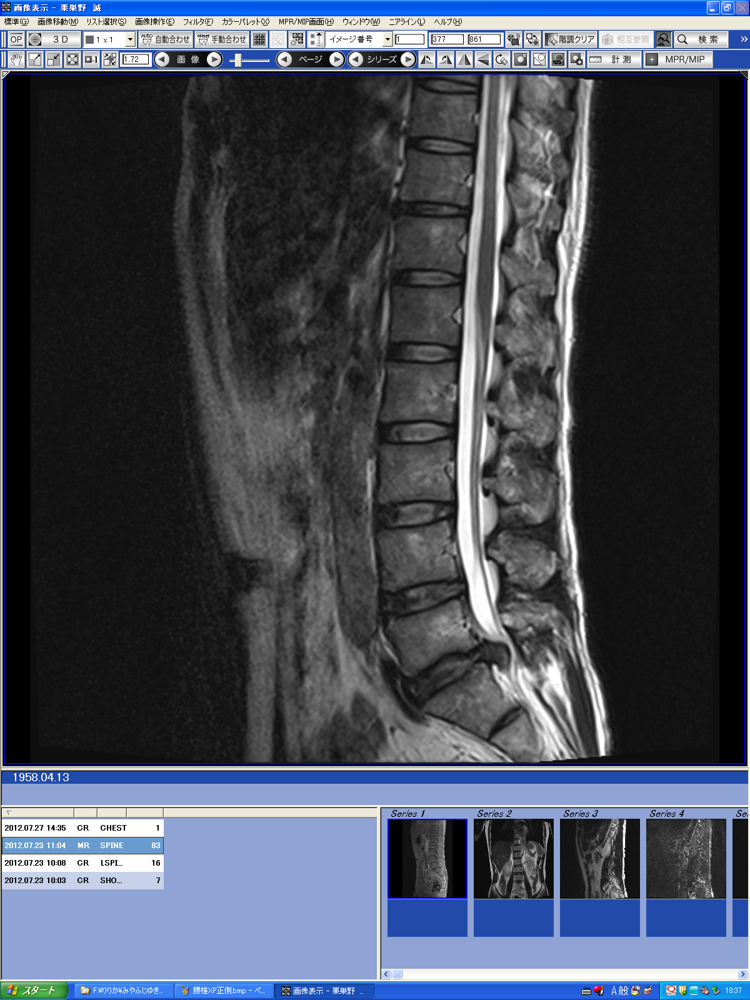 画像表示 - 栗巣野 誠
標準(G) 画像移動(M) リスト選択(S) 画像操作(E) フィルタ(F) カラーパレット(X) MPR/MIP画面(H) ウィンドウ(W) ニアライン(L) ヘルプ(H)
OP 3D 1 x 1 AUTO 自動合わせ offset 手動合わせ イメージ番号 1 377 861 階調クリア 相互参照 検索 »
1.72 画像 ページ シリーズ 計測 MPR/MIP
1958.04.13
2012.07.27 14:35 CR CHEST 1
2012.07.23 11:04 MR SPINE 83
2012.07.23 10:08 CR LSPI... 16
2012.07.23 10:03 CR SHO... 7
Series 1 Series 2 Series 3 Series 4 Se
スタート F:¥りりか¥みやふじゆき... 腰椎XP正側.bmp - ペ... 画像表示 - 栗巣野 ... A般 18:37